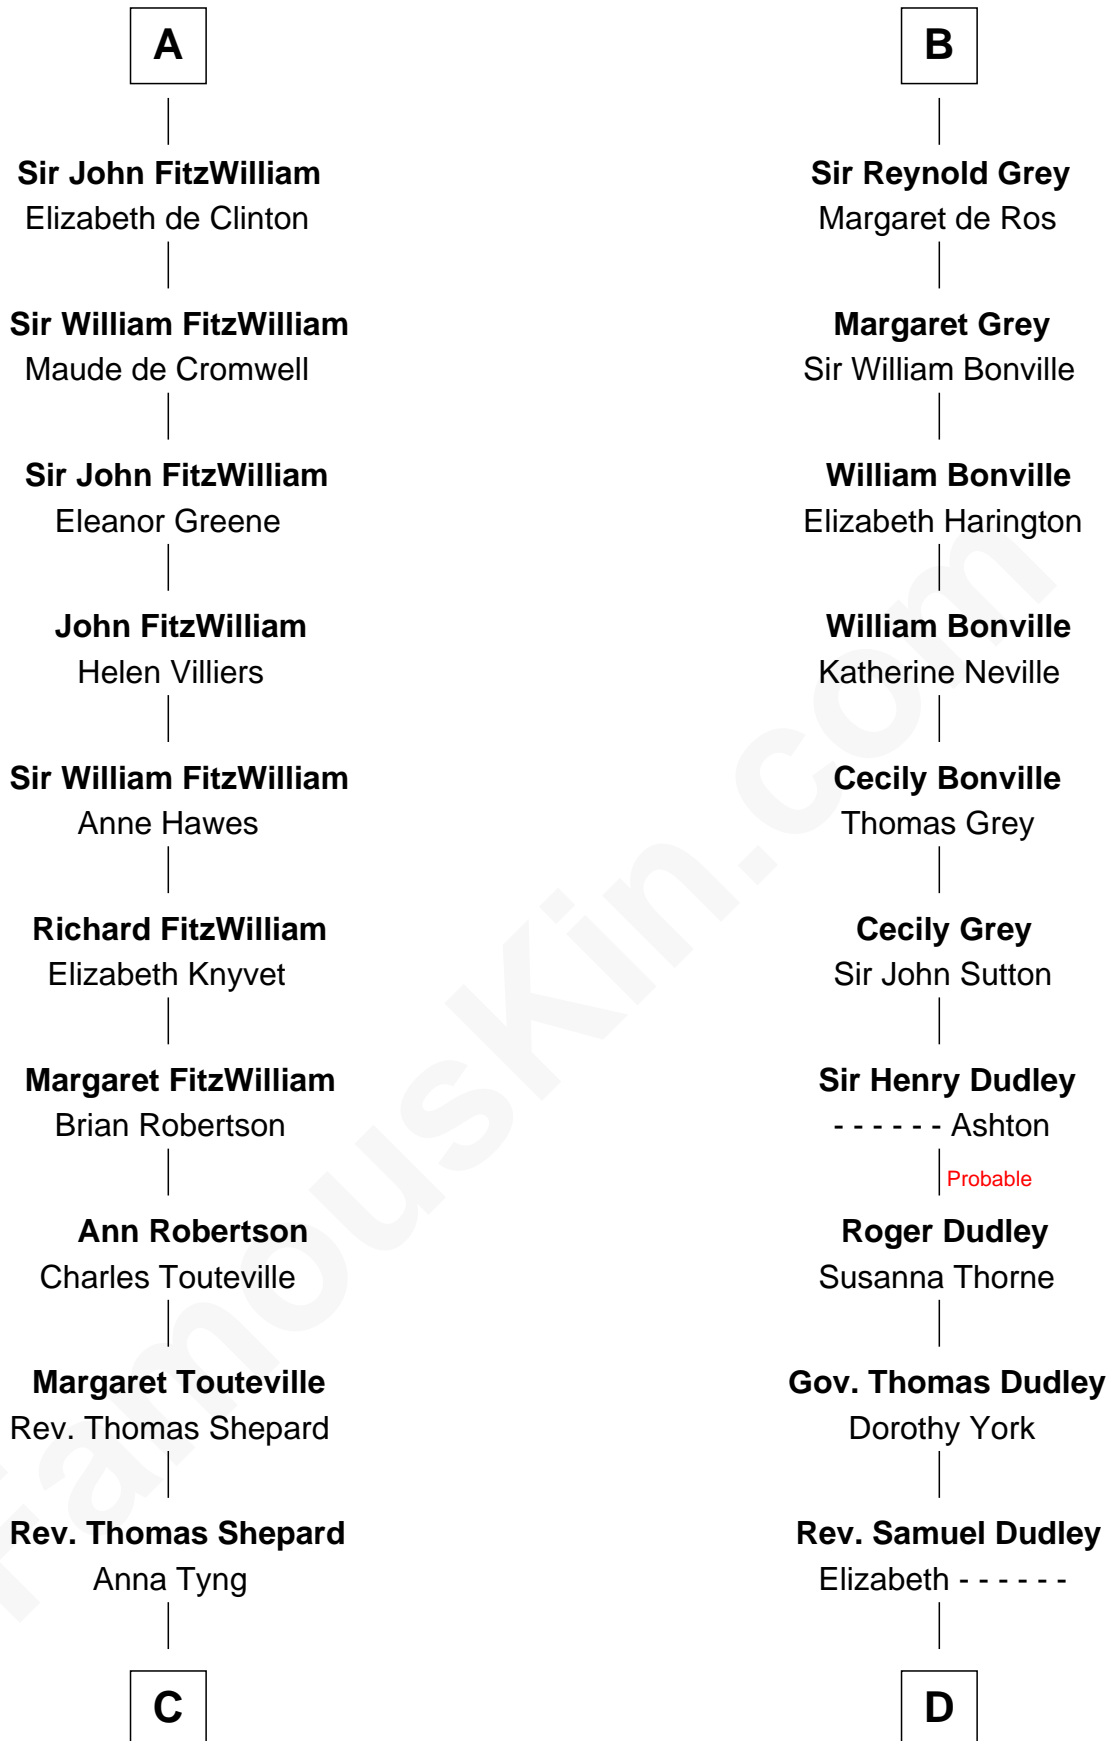 A
Sir John FitzWilliam
Elizabeth de Clinton
Sir William FitzWilliam
Maude de Cromwell
Sir John FitzWilliam
Eleanor Greene
John FitzWilliam
Helen Villiers
Sir William FitzWilliam
Anne Hawes
Richard FitzWilliam
Elizabeth Knyvet
Margaret FitzWilliam
Brian Robertson
Ann Robertson
Charles Touteville
Margaret Touteville
Rev. Thomas Shepard
Rev. Thomas Shepard
Anna Tyng
C
B
Sir Reynold Grey
Margaret de Ros
Margaret Grey
Sir William Bonville
William Bonville
Elizabeth Harington
William Bonville
Katherine Neville
Cecily Bonville
Thomas Grey
Cecily Grey
Sir John Sutton
Sir Henry Dudley
- - - - - - Ashton
Probable
Roger Dudley
Susanna Thorne
Gov. Thomas Dudley
Dorothy York
Rev. Samuel Dudley
Elizabeth - - - - - -
D
FamousKin.com